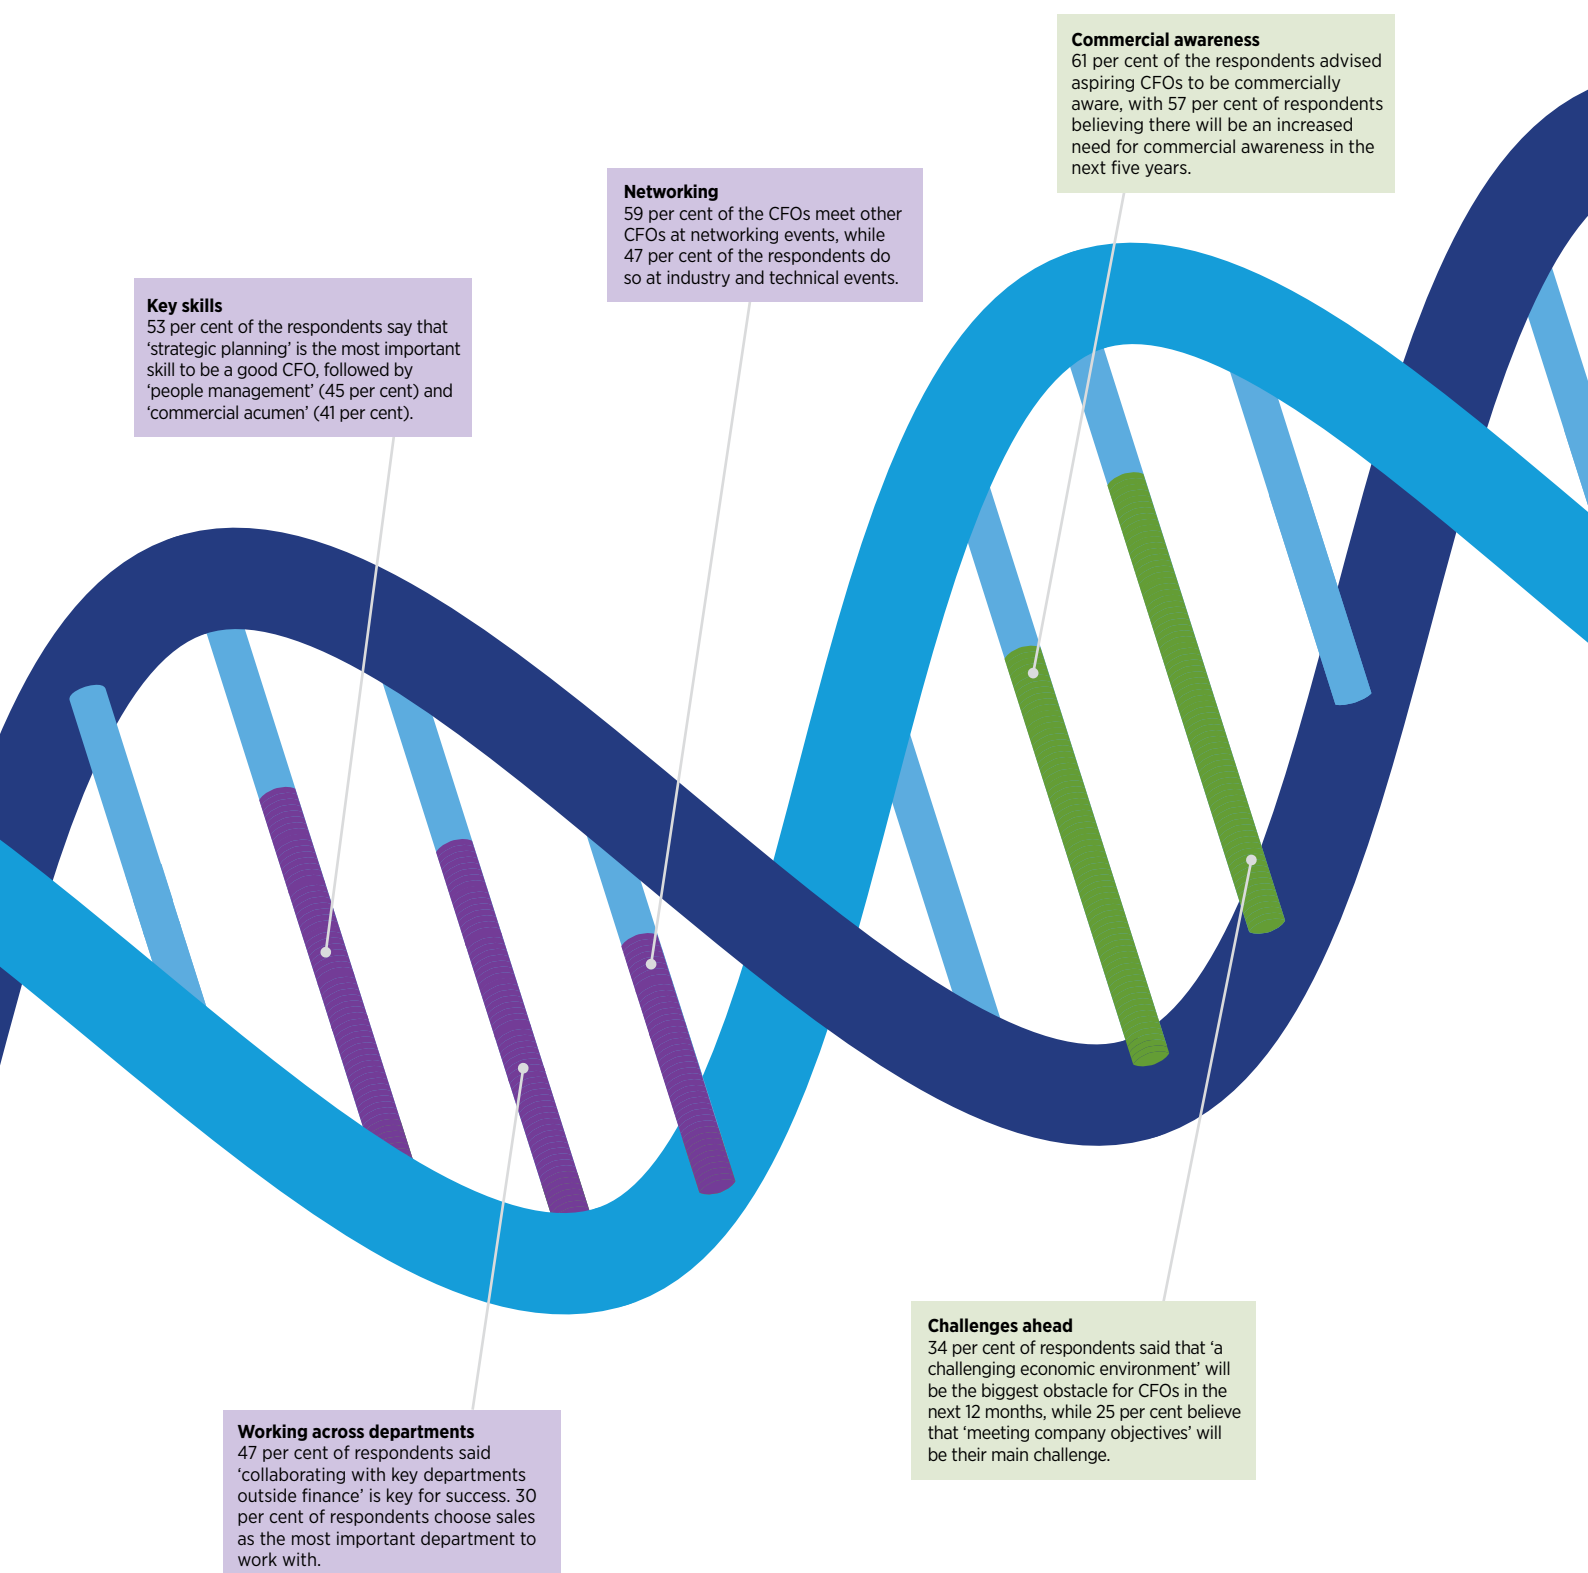 Commercial awareness
61 per cent of the respondents advised
aspiring CFOs to be commercially
aware, with 57 per cent of respondents
believing there will be an increased
need for commercial awareness in the
next five years.
Networking
59 per cent of the CFOs meet other
CFOs at networking events, while
47 per cent of the respondents do
so at industry and technical events.
Key skills
53 per cent of the respondents say that
‘strategic planning’ is the most important
skill to be a good CFO, followed by
‘people management’ (45 per cent) and
‘commercial acumen’ (41 per cent).
Challenges ahead
34 per cent of respondents said that ‘a
challenging economic environment’ will
be the biggest obstacle for CFOs in the
next 12 months, while 25 per cent believe
that ‘meeting company objectives’ will
be their main challenge.
Working across departments
47 per cent of respondents said
‘collaborating with key departments
outside finance’ is key for success. 30
per cent of respondents choose sales
as the most important department to
work with.